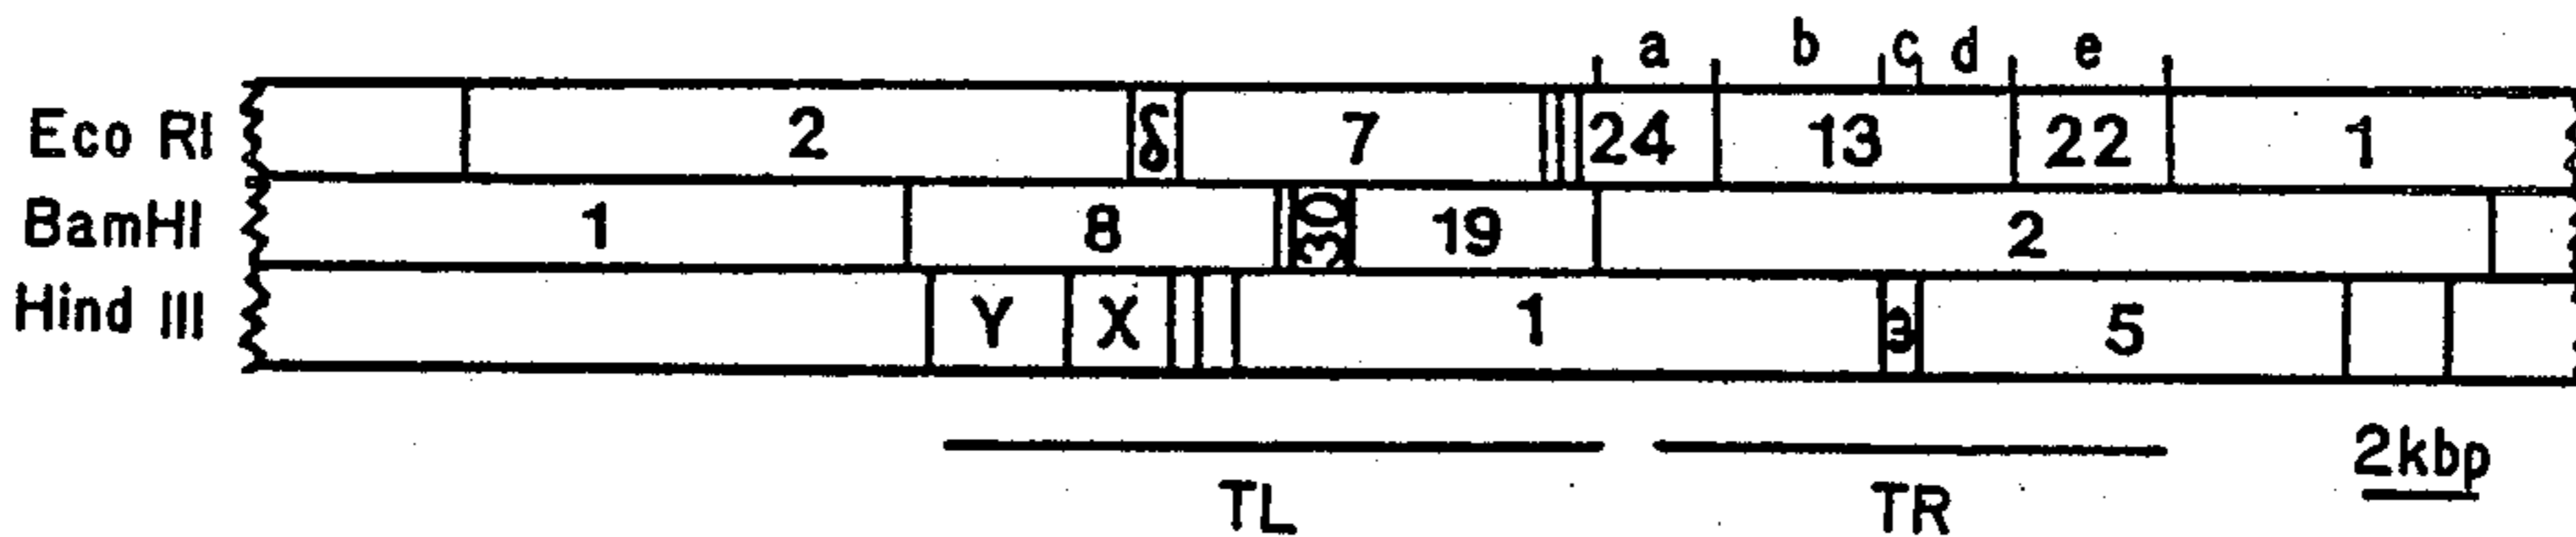 a b c d e
Eco RI 2 δ 7 24 13 22 1
BamHI 1 8 30 19 2
Hind III Y X 1 3 5
TL TR 2kbp